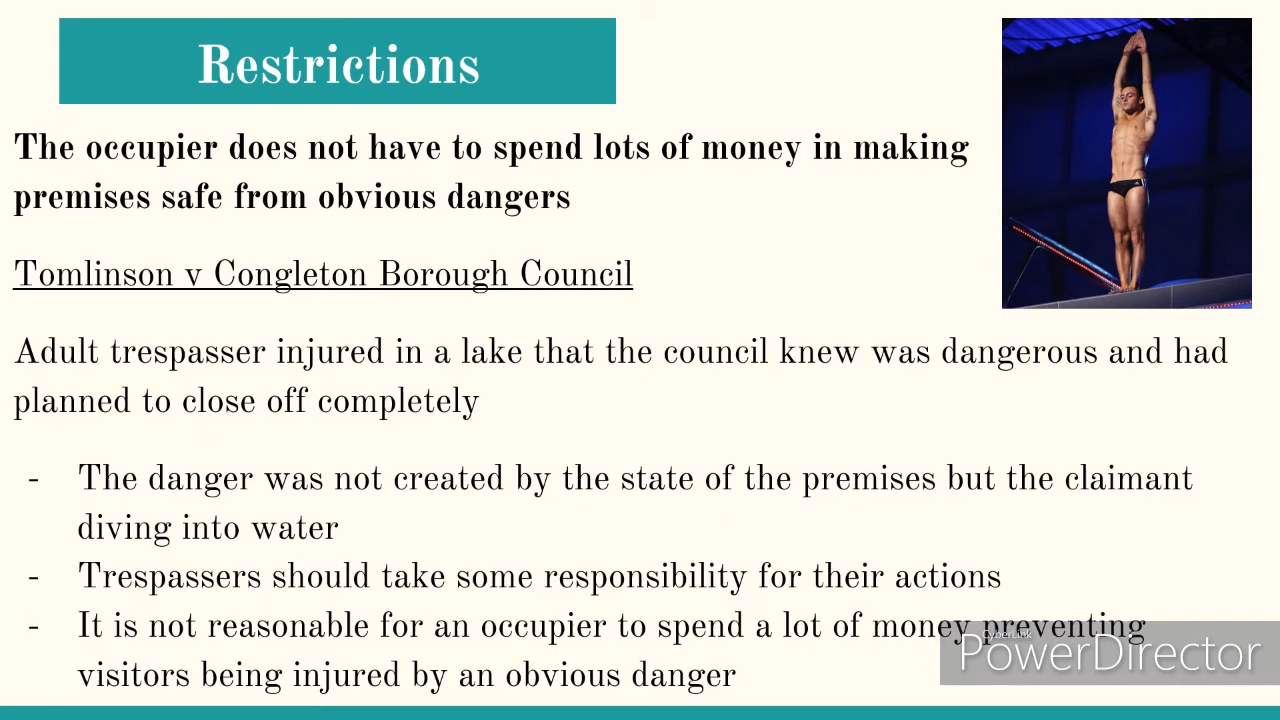 Restrictions
The occupier does not have to spend lots of money in making
premises safe from obvious dangers
Tomlinson v Congleton Borough Council
Adult trespasser injured in a lake that the council knew was dangerous and had
planned to close off completely
- The danger was not created by the state of the premises but the claimant
diving into water
- Trespassers should take some responsibility for their actions
- It is not reasonable for an occupier to spend a lot of money preventing
visitors being injured by an obvious danger
CyberLink
PowerDirector